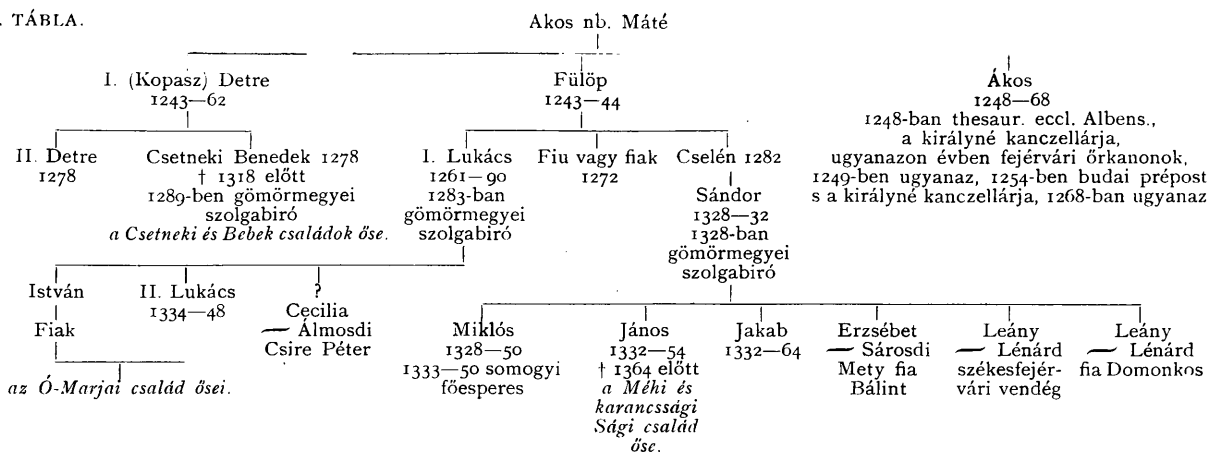 . TÁBLA.
Akos nb. Máté
I. (Kopasz) Detre
1243—62
Fülöp
1243—44
Ákos
1248—68
1248-ban thesaur. eccl. Albens.,
a királyné kanczellárja,
ugyanazon évben fejérvári őrkanonok,
1249-ben ugyanaz, 1254-ben budai prépost
s a királyné kanczellárja, 1268-ban ugyanaz
II. Detre
1278
Csetneki Benedek 1278
† 1318 előtt
1289-ben gömörmegyei
szolgabiró
a Csetneki és Bebek családok őse.
I. Lukács
1261—90
1283-ban
gömörmegyei
szolgabiró
Fiu vagy fiak
1272
Cselén 1282
Sándor
1328—32
1328-ban
gömörmegyei
szolgabiró
István
Fiak
az Ó-Marjai család ősei.
II. Lukács
1334—48
?
Cecilia
— Álmosdi
Csire Péter
Miklós
1328—50
1333—50 somogyi
főesperes
János
1332—54
† 1364 előtt
a Méhi és
karancssági
Sági család
őse.
Jakab
1332—64
Erzsébet
— Sárosdi
Mety fia
Bálint
Leány
— Lénárd
székesfejér-
vári vendég
Leány
— Lénárd
fia Domonkos